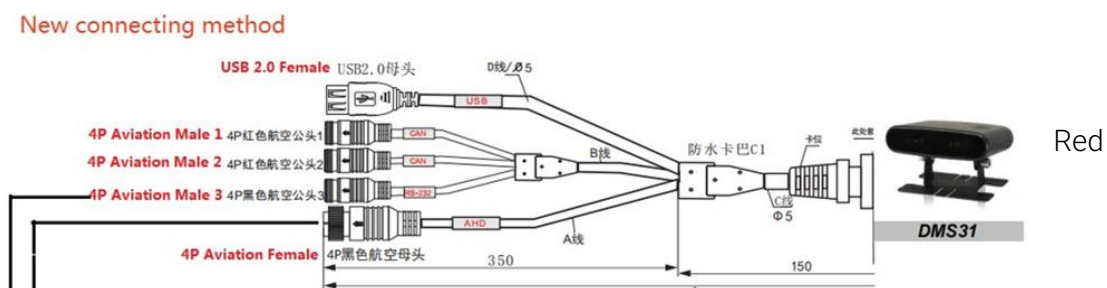 New connecting method
USB 2.0 Female USB2.0母头
D线/Ø5
USB
4P Aviation Male 1 4P红色航空公头1
CAN
4P Aviation Male 2 4P红色航空公头2
CAN
4P Aviation Male 3 4P黑色航空公头3
RS-232
B线
防水卡巴C1
卡位
C线
Φ5
AHD
A线
4P Aviation Female 4P黑色航空母头
350
150
DMS31
Red